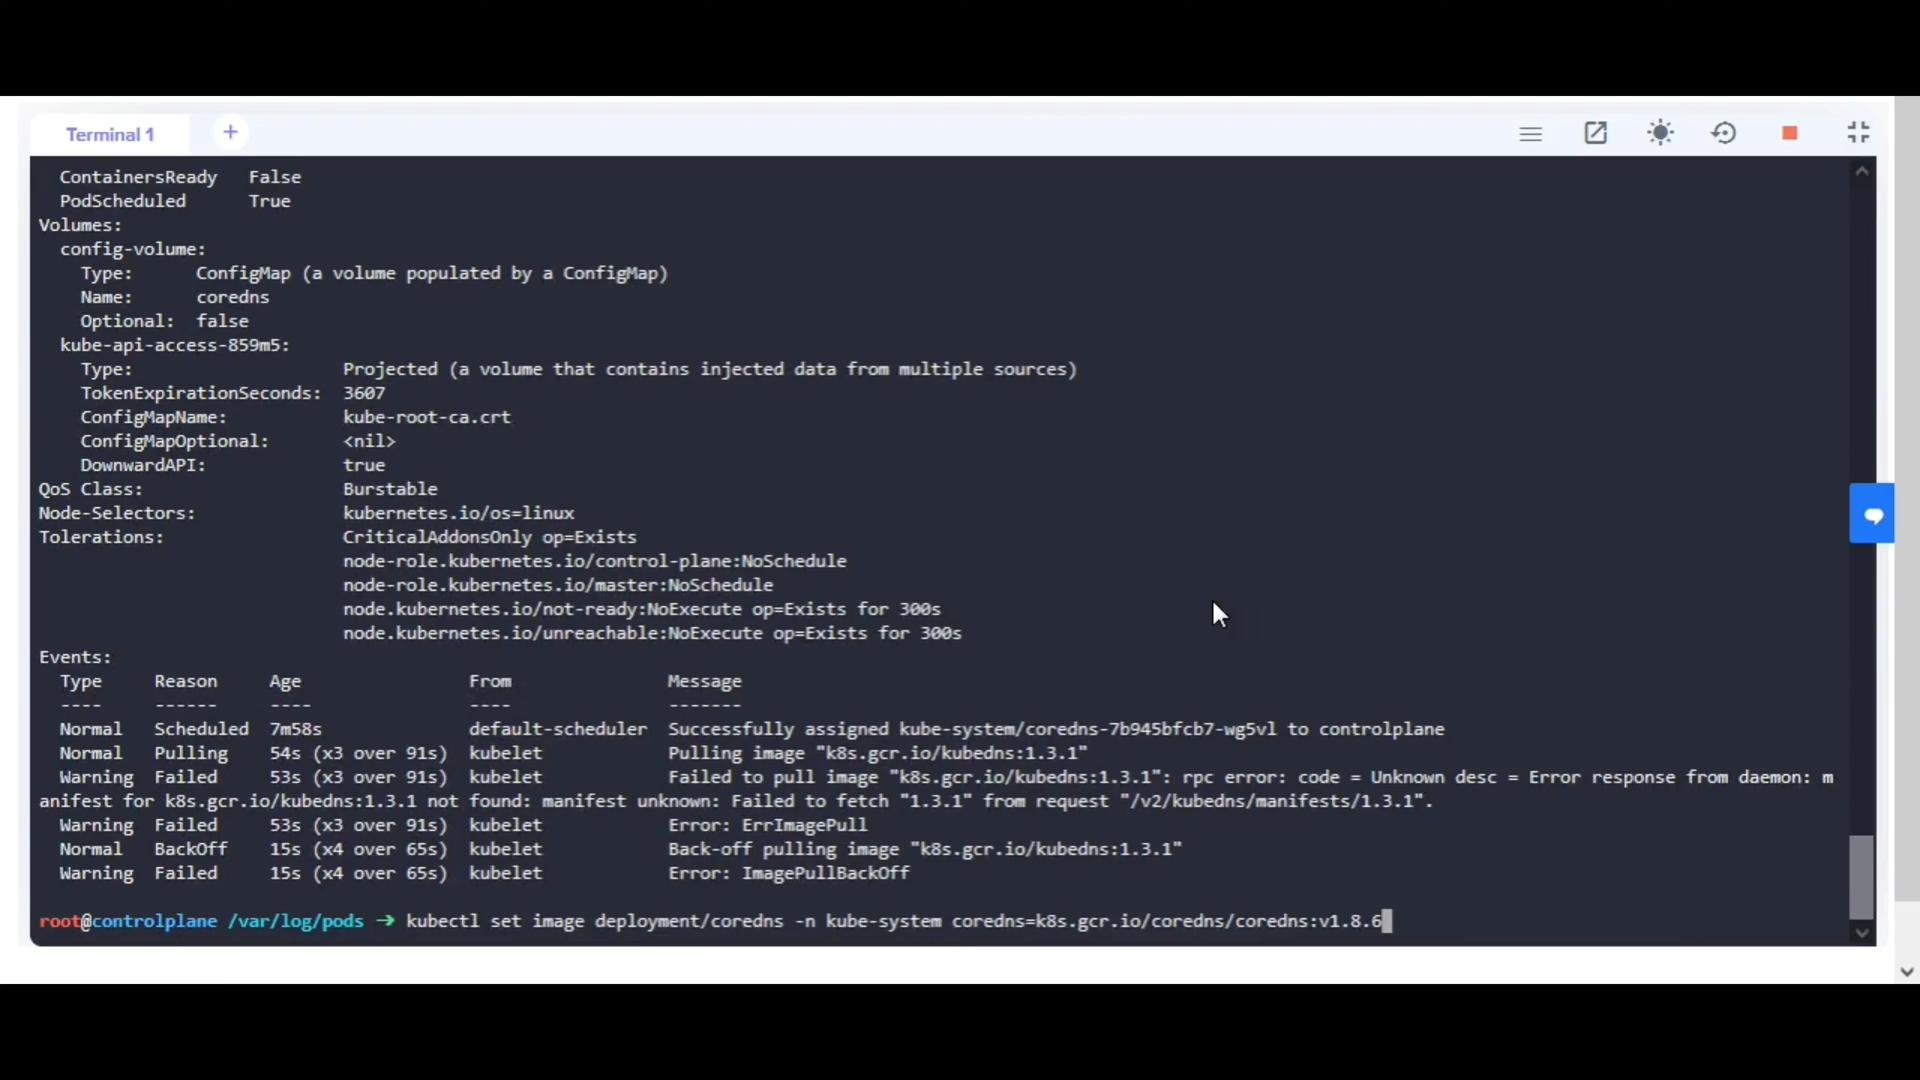 Terminal 1 +
ContainersReady   False
PodScheduled      True
Volumes:
config-volume:
Type:      ConfigMap (a volume populated by a ConfigMap)
Name:      coredns
Optional:  false
kube-api-access-859m5:
Type:                    Projected (a volume that contains injected data from multiple sources)
TokenExpirationSeconds:  3607
ConfigMapName:           kube-root-ca.crt
ConfigMapOptional:       <nil>
DownwardAPI:             true
QoS Class:                   Burstable
Node-Selectors:              kubernetes.io/os=linux
Tolerations:                 CriticalAddonsOnly op=Exists
node-role.kubernetes.io/control-plane:NoSchedule
node-role.kubernetes.io/master:NoSchedule
node.kubernetes.io/not-ready:NoExecute op=Exists for 300s
node.kubernetes.io/unreachable:NoExecute op=Exists for 300s
Events:
Type     Reason     Age                From               Message
----     ------     ----               ----               -------
Normal   Scheduled  7m58s              default-scheduler  Successfully assigned kube-system/coredns-7b945bfcb7-wg5vl to controlplane
Normal   Pulling    54s (x3 over 91s)  kubelet            Pulling image "k8s.gcr.io/kubedns:1.3.1"
Warning  Failed     53s (x3 over 91s)  kubelet            Failed to pull image "k8s.gcr.io/kubedns:1.3.1": rpc error: code = Unknown desc = Error response from daemon: m
anifest for k8s.gcr.io/kubedns:1.3.1 not found: manifest unknown: Failed to fetch "1.3.1" from request "/v2/kubedns/manifests/1.3.1".
Warning  Failed     53s (x3 over 91s)  kubelet            Error: ErrImagePull
Normal   BackOff    15s (x4 over 65s)  kubelet            Back-off pulling image "k8s.gcr.io/kubedns:1.3.1"
Warning  Failed     15s (x4 over 65s)  kubelet            Error: ImagePullBackOff
root@controlplane /var/log/pods ➜ kubectl set image deployment/coredns -n kube-system coredns=k8s.gcr.io/coredns/coredns:v1.8.6